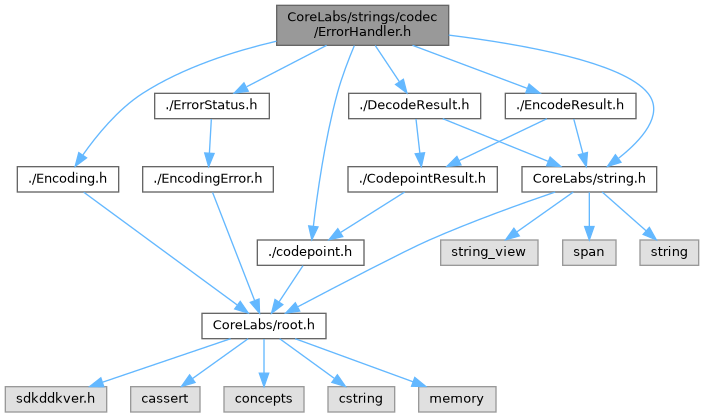 CoreLabs/strings/codec
/ErrorHandler.h
./ErrorStatus.h
./DecodeResult.h
./EncodeResult.h
./Encoding.h
./EncodingError.h
./CodepointResult.h
CoreLabs/string.h
./codepoint.h
string_view
span
string
CoreLabs/root.h
sdkddkver.h
cassert
concepts
cstring
memory